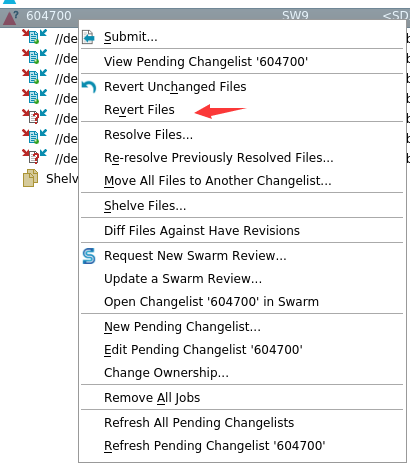 604700 SW9 <SD
Submit...
//de
View Pending Changelist '604700'
//de
Revert Unchanged Files
//de
Revert Files
//de
Resolve Files...
//de
Re-resolve Previously Resolved Files...
//de
Move All Files to Another Changelist...
Shelv
Shelve Files...
Diff Files Against Have Revisions
Request New Swarm Review...
Update a Swarm Review...
Open Changelist '604700' in Swarm
New Pending Changelist...
Edit Pending Changelist '604700'
Change Ownership...
Remove All Jobs
Refresh All Pending Changelists
Refresh Pending Changelist '604700'